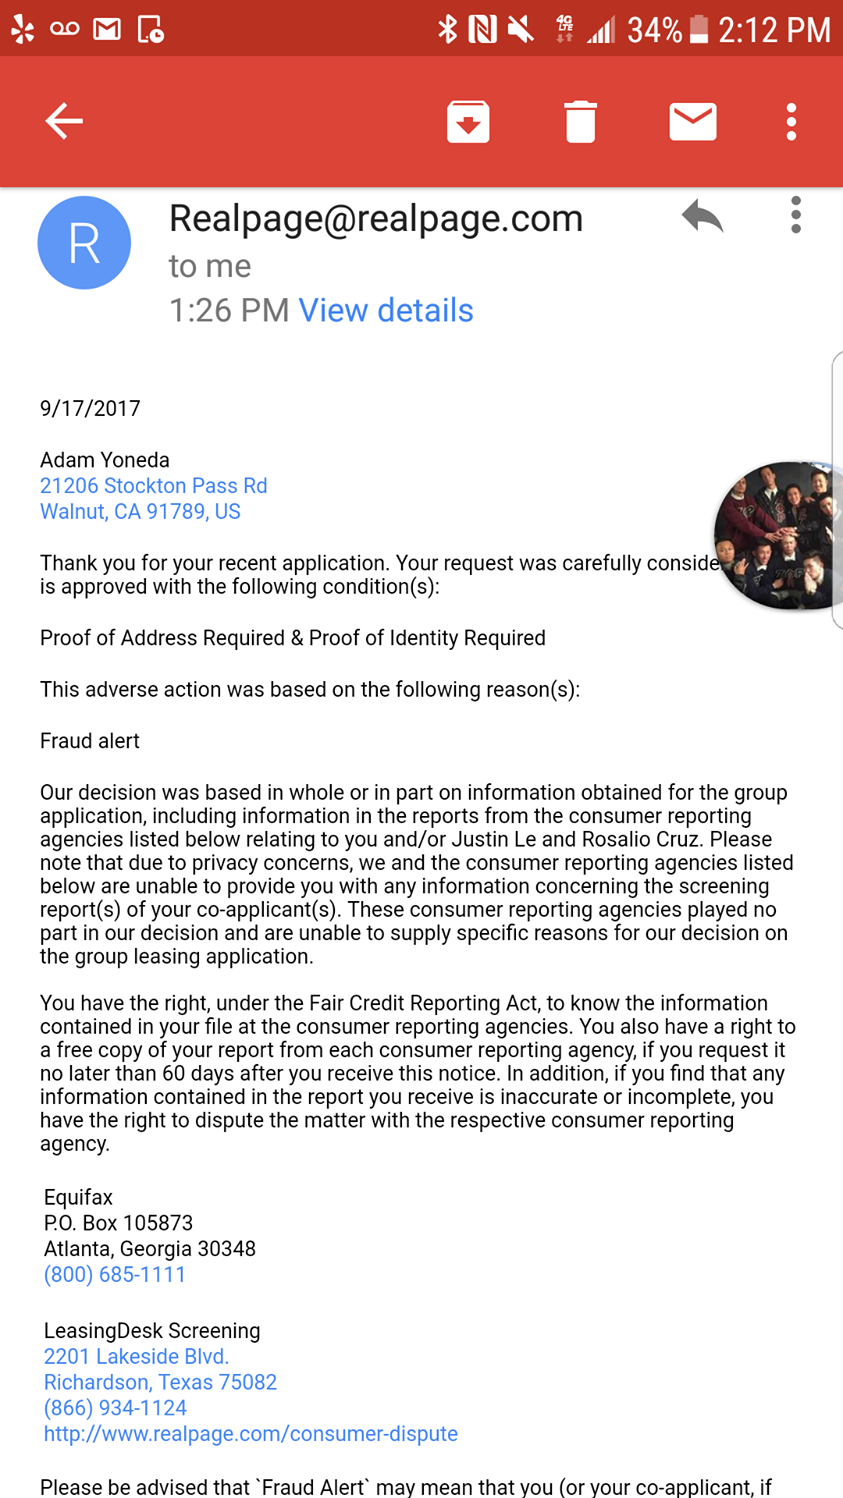 4G
LTE
34%
2:12 PM
R
Realpage@realpage.com
to me
1:26 PM View details
9/17/2017
Adam Yoneda
21206 Stockton Pass Rd
Walnut, CA 91789, US
Thank you for your recent application. Your request was carefully conside
is approved with the following condition(s):
Proof of Address Required & Proof of Identity Required
This adverse action was based on the following reason(s):
Fraud alert
Our decision was based in whole or in part on information obtained for the group
application, including information in the reports from the consumer reporting
agencies listed below relating to you and/or Justin Le and Rosalio Cruz. Please
note that due to privacy concerns, we and the consumer reporting agencies listed
below are unable to provide you with any information concerning the screening
report(s) of your co-applicant(s). These consumer reporting agencies played no
part in our decision and are unable to supply specific reasons for our decision on
the group leasing application.
You have the right, under the Fair Credit Reporting Act, to know the information
contained in your file at the consumer reporting agencies. You also have a right to
a free copy of your report from each consumer reporting agency, if you request it
no later than 60 days after you receive this notice. In addition, if you find that any
information contained in the report you receive is inaccurate or incomplete, you
have the right to dispute the matter with the respective consumer reporting
agency.
Equifax
P.O. Box 105873
Atlanta, Georgia 30348
(800) 685-1111
LeasingDesk Screening
2201 Lakeside Blvd.
Richardson, Texas 75082
(866) 934-1124
http://www.realpage.com/consumer-dispute
Please be advised that `Fraud Alert` may mean that you (or your co-applicant, if